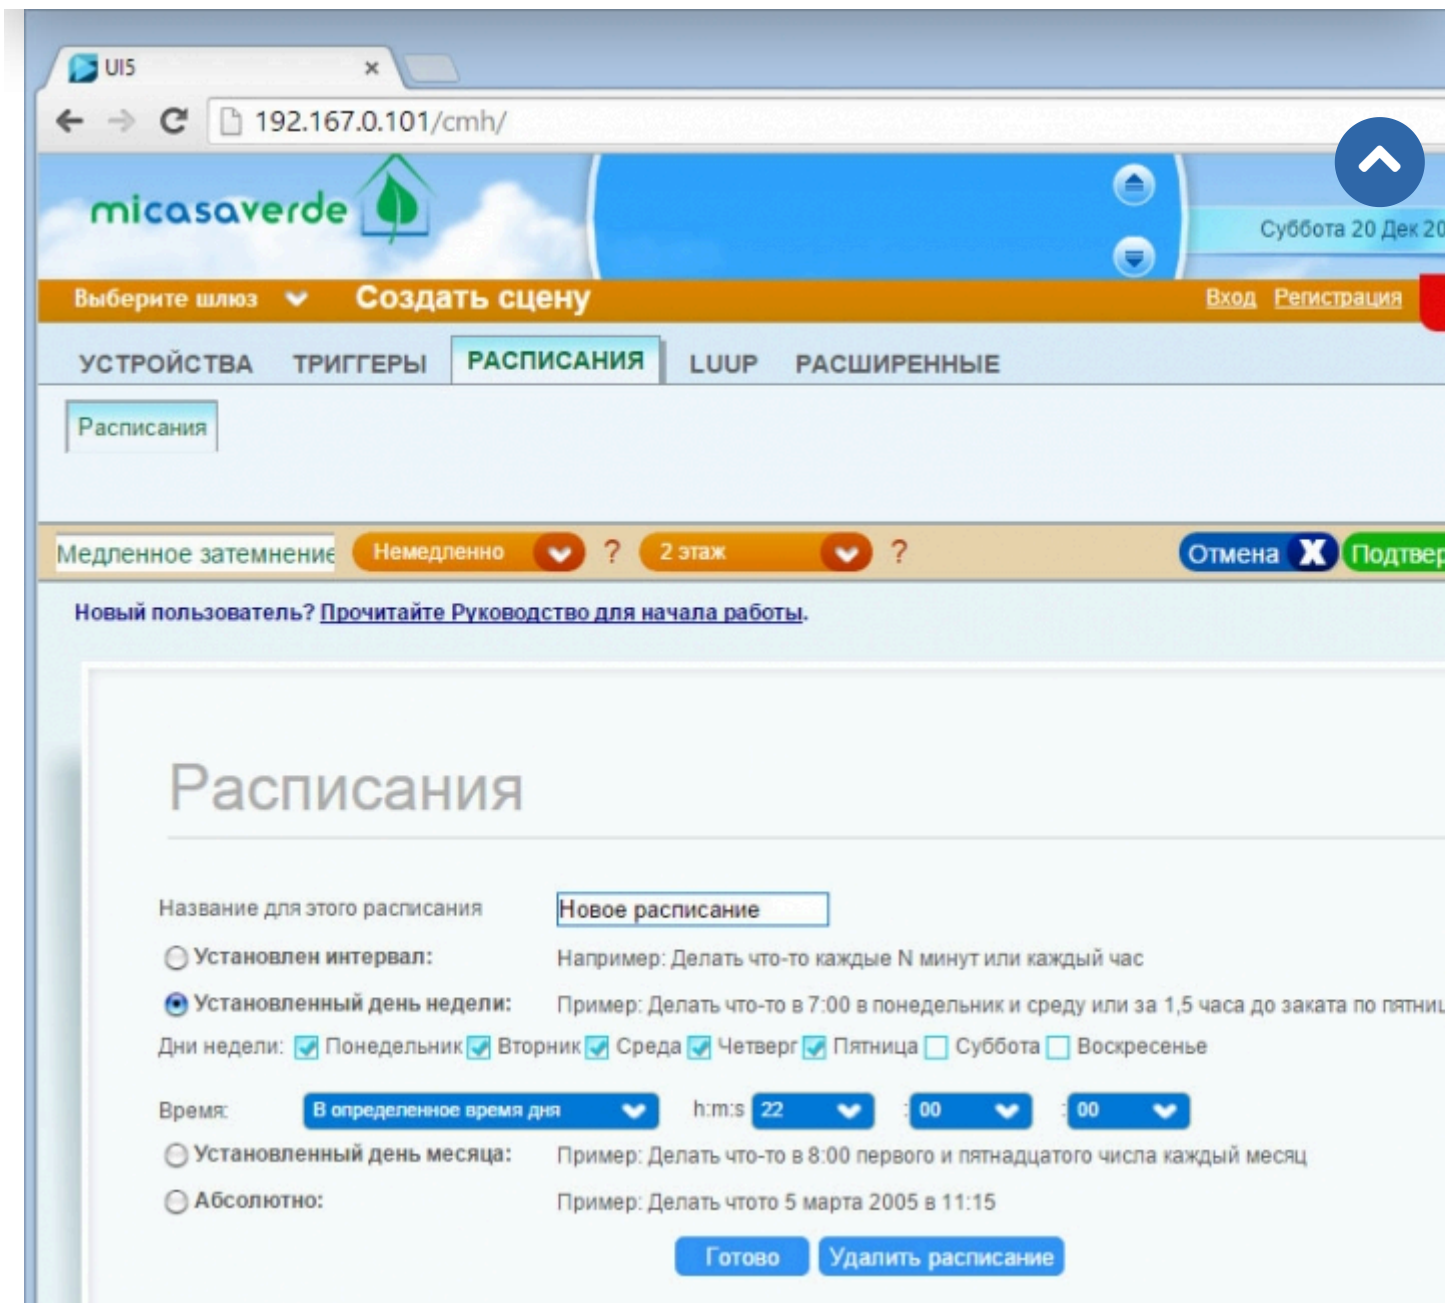 UI5
192.167.0.101/cmh/
micasaverde
Суббота 20 Дек 20
Выберите шлюз Создать сцену Вход Регистрация
УСТРОЙСТВА ТРИГГЕРЫ РАСПИСАНИЯ LUUP РАСШИРЕННЫЕ
Расписания
Медленное затемнение Немедленно ? 2 этаж ? Отмена X Подтвер
Новый пользователь? Прочитайте Руководство для начала работы.
Расписания
Название для этого расписания Новое расписание
Установлен интервал: Например: Делать что-то каждые N минут или каждый час
Установленный день недели: Пример: Делать что-то в 7:00 в понедельник и среду или за 1,5 часа до заката по пятниц
Дни недели: Понедельник Вторник Среда Четверг Пятница Суббота Воскресенье
Время: В определенное время дня h:m:s 22 : 00 : 00
Установленный день месяца: Пример: Делать что-то в 8:00 первого и пятнадцатого числа каждый месяц
Абсолютно: Пример: Делать чтото 5 марта 2005 в 11:15
Готово Удалить расписание